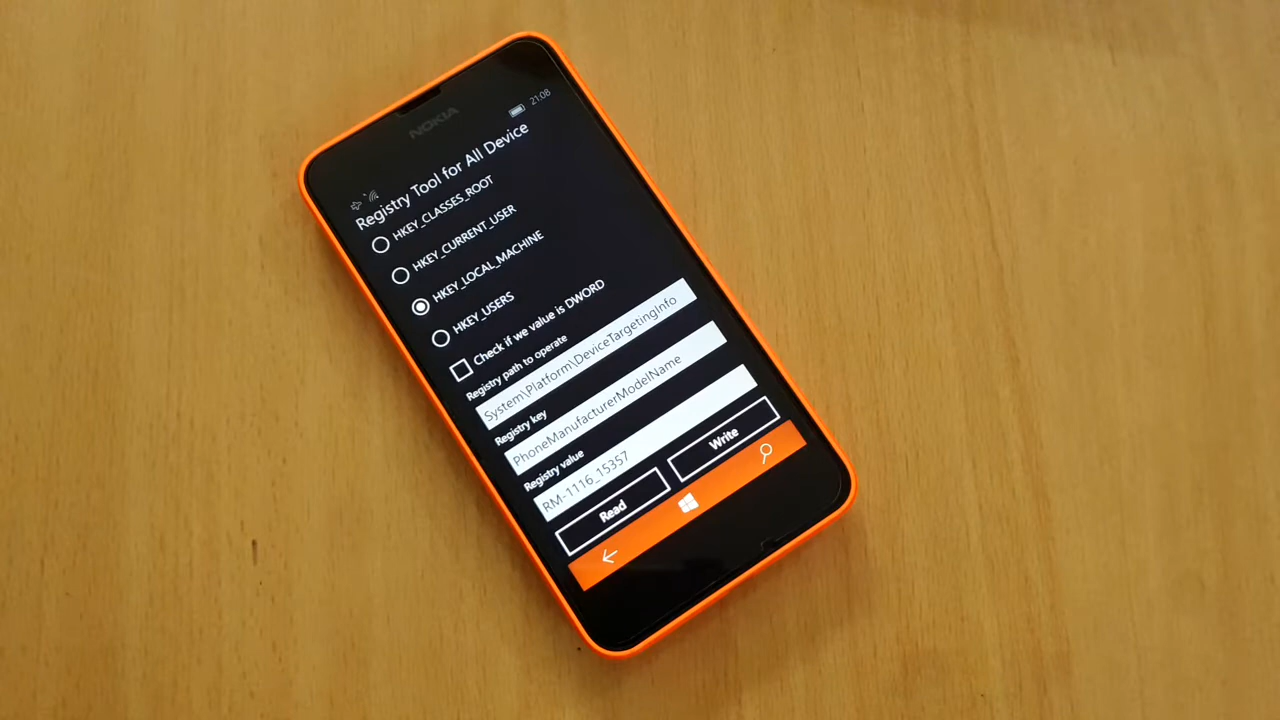 NOKIA
21:08
Registry Tool for All Device
HKEY_CLASSES_ROOT
HKEY_CURRENT_USER
HKEY_LOCAL_MACHINE
HKEY_USERS
Check if we value is DWORD
Registry path to operate
System\Platform\DeviceTargetingInfo
Registry key
PhoneManufacturerModelName
Registry value
RM-1116_15357
Read
Write